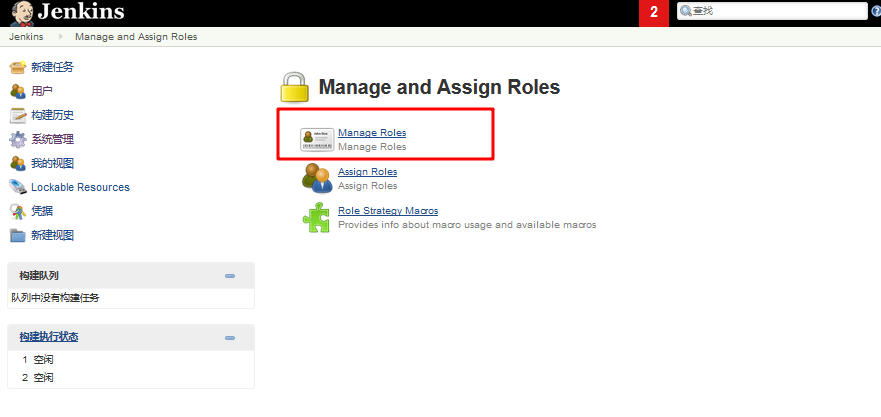 Jenkins
2
查找
Jenkins
Manage and Assign Roles
新建任务
用户
构建历史
系统管理
我的视图
Lockable Resources
凭据
新建视图
构建队列
队列中没有构建任务
构建执行状态
1 空闲
2 空闲
Manage and Assign Roles
Manage Roles
Manage Roles
Assign Roles
Assign Roles
Role Strategy Macros
Provides info about macro usage and available macros